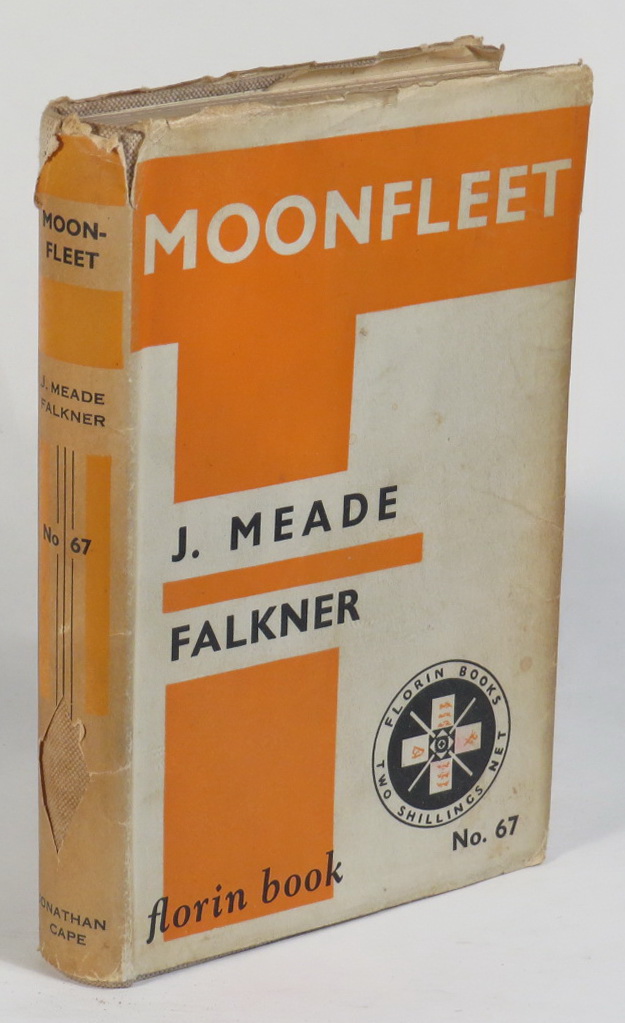 MOON-
FLEET
J. MEADE
FALKNER
No 67
JONATHAN
CAPE
MOONFLEET
J. MEADE
FALKNER
FLORIN BOOKS
TWO SHILLINGS NET
No. 67
florin book